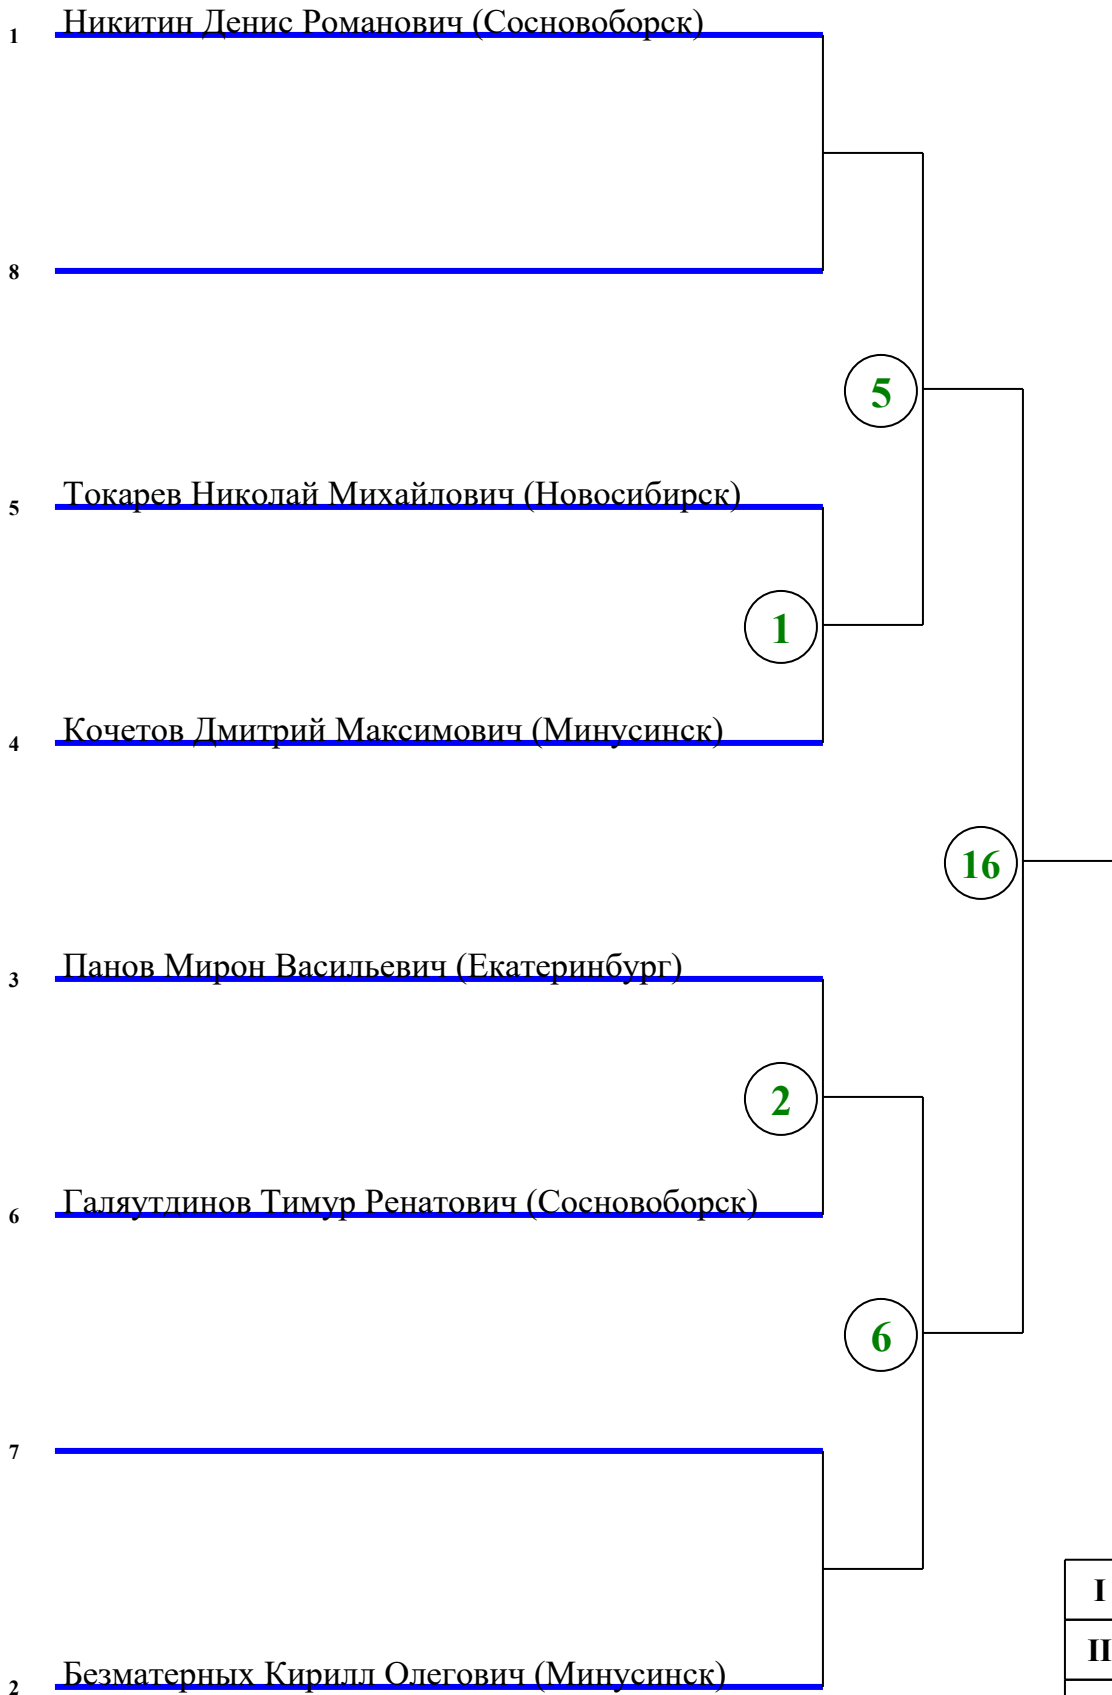 Никитин Денис Романович (Сосновоборск)
1
8
5
Токарев Николай Михайлович (Новосибирск)
5
1
Кочетов Дмитрий Максимович (Минусинск)
4
16
Панов Мирон Васильевич (Екатеринбург)
3
2
Галяутдинов Тимур Ренатович (Сосновоборск)
6
6
7
I
II
Безматерных Кирилл Олегович (Минусинск)
2